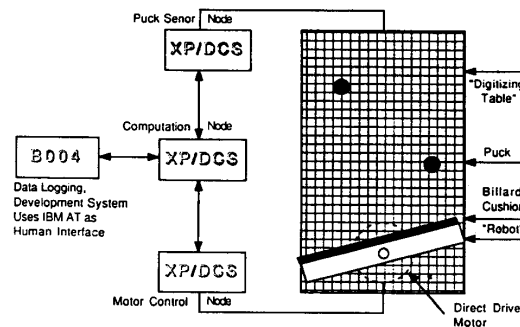 Puck Senor Node
XP/DCS
"Digitizing
Table"
Computation Node
B004
XP/DCS
Puck
Data Logging,
Development System
Uses IBM AT as
Human Interface
Billard
Cushion
"Robot"
XP/DCS
Motor Control Node
Direct Drive
Motor